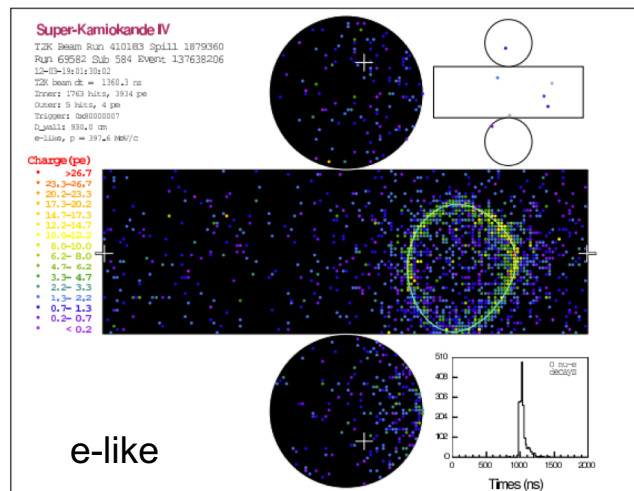 Super-Kamiokande IV
T2K Beam Run 410183 Spill 1879360
Run 69582 Sub 584 Event 137638206
12-03-19:01:30:02
T2K beam dt = 1360.3 ns
Inner: 1763 hits, 3934 pe
Outer: 5 hits, 4 pe
Trigger: 0x80000007
D_wall: 930.0 cm
e-like, p = 397.6 MeV/c
Charge(pe)
>26.7
23.3-26.7
20.2-23.3
17.3-20.2
14.7-17.3
12.2-14.7
10.0-12.2
8.0-10.0
6.2- 8.0
4.7- 6.2
3.3- 4.7
2.2- 3.3
1.3- 2.2
0.7- 1.3
0.2- 0.7
< 0.2
e-like
0 mu-e
decays
510
408
306
204
102
0
0 500 1000 1500 2000
Times (ns)